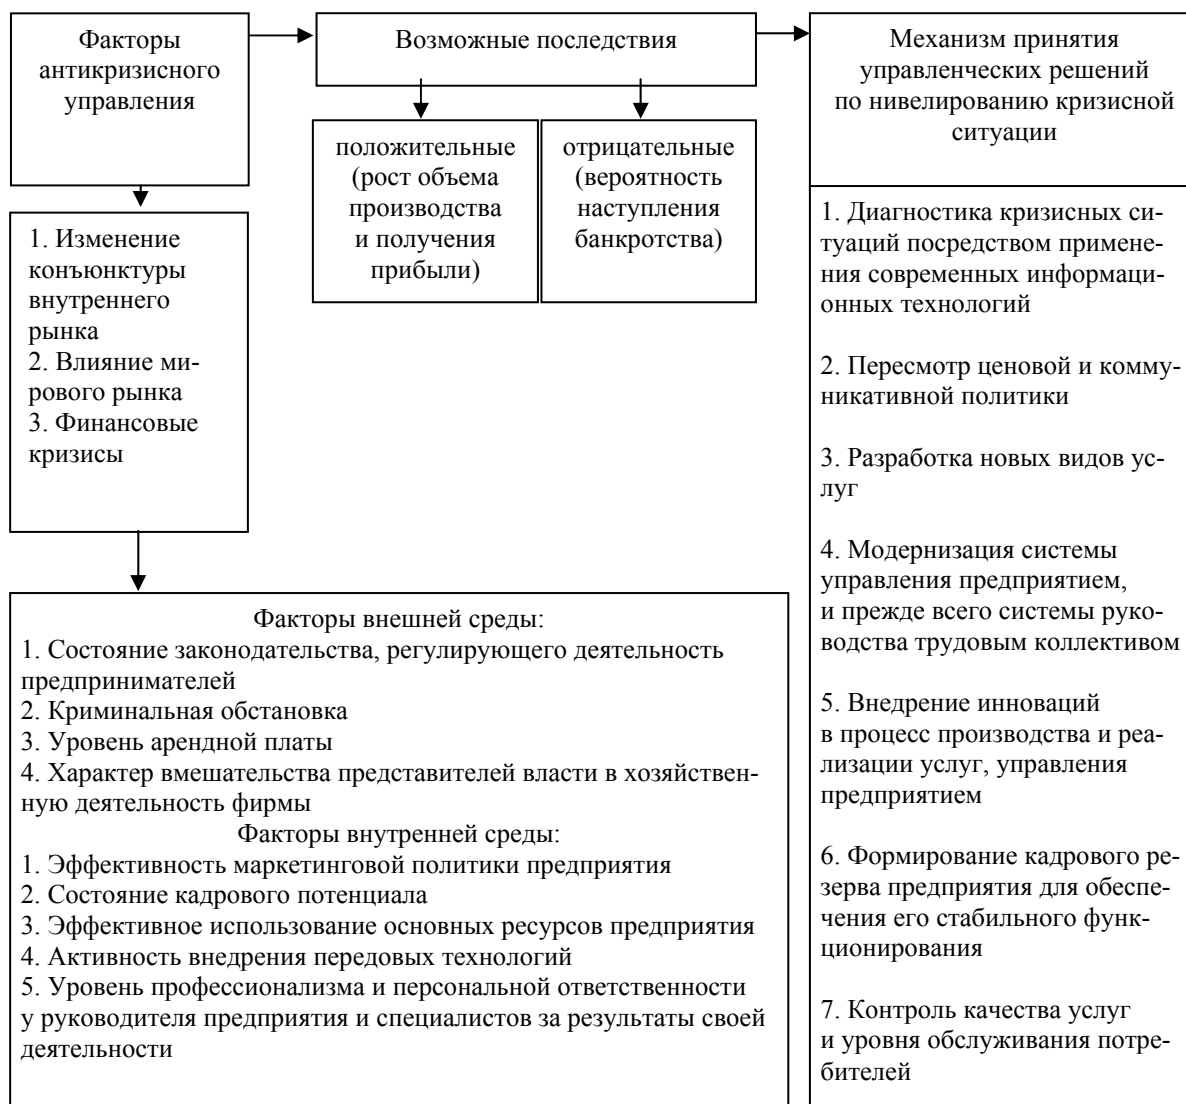 Факторы
антикризисного
управления
Возможные последствия
Механизм принятия
управленческих решений
по нивелированию кризисной
ситуации
положительные
(рост объема
производства
и получения
прибыли)
отрицательные
(вероятность
наступления
банкротства)
1. Изменение
конъюнктуры
внутреннего
рынка
2. Влияние ми-
рового рынка
3. Финансовые
кризисы
1. Диагностика кризисных си-
туаций посредством примене-
ния современных информаци-
онных технологий
2. Пересмотр ценовой и комму-
никативной политики
3. Разработка новых видов ус-
луг
4. Модернизация системы
управления предприятием,
и прежде всего системы руко-
водства трудовым коллективом
5. Внедрение инноваций
в процесс производства и реа-
лизации услуг, управления
предприятием
6. Формирование кадрового ре-
зерва предприятия для обеспе-
чения его стабильного функ-
ционирования
7. Контроль качества услуг
и уровня обслуживания потре-
бителей
Факторы внешней среды:
1. Состояние законодательства, регулирующего деятельность
предпринимателей
2. Криминальная обстановка
3. Уровень арендной платы
4. Характер вмешательства представителей власти в хозяйствен-
ную деятельность фирмы
Факторы внутренней среды:
1. Эффективность маркетинговой политики предприятия
2. Состояние кадрового потенциала
3. Эффективное использование основных ресурсов предприятия
4. Активность внедрения передовых технологий
5. Уровень профессионализма и персональной ответственности
у руководителя предприятия и специалистов за результаты своей
деятельности